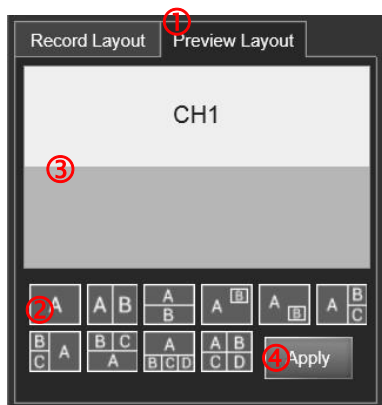 ①
Record Layout Preview Layout
CH1
③
② A A B A B A B A B A B C
B C A B C A A B C D A B C D ④ Apply